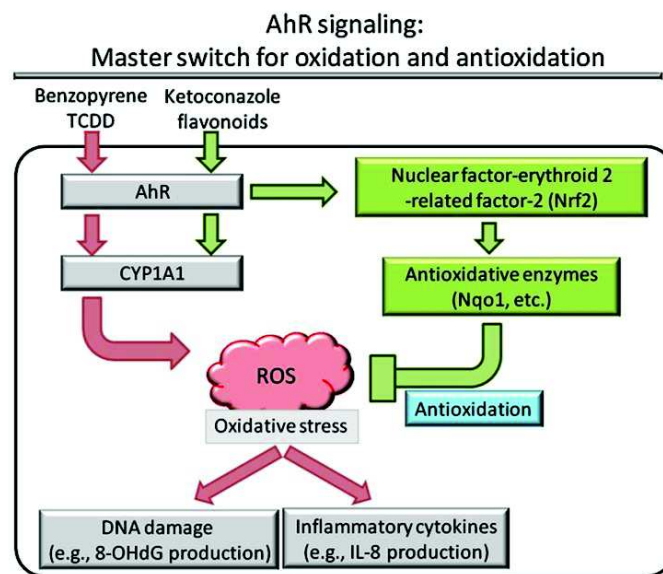 AhR signaling:
Master switch for oxidation and antioxidation
Benzopyrene
TCDD
Ketoconazole
flavonoids
AhR
Nuclear factor-erythroid 2
-related factor-2 (Nrf2)
CYP1A1
Antioxidative enzymes
(Nqo1, etc.)
ROS
Antioxidation
Oxidative stress
DNA damage
(e.g., 8-OHdG production)
Inflammatory cytokines
(e.g., IL-8 production)